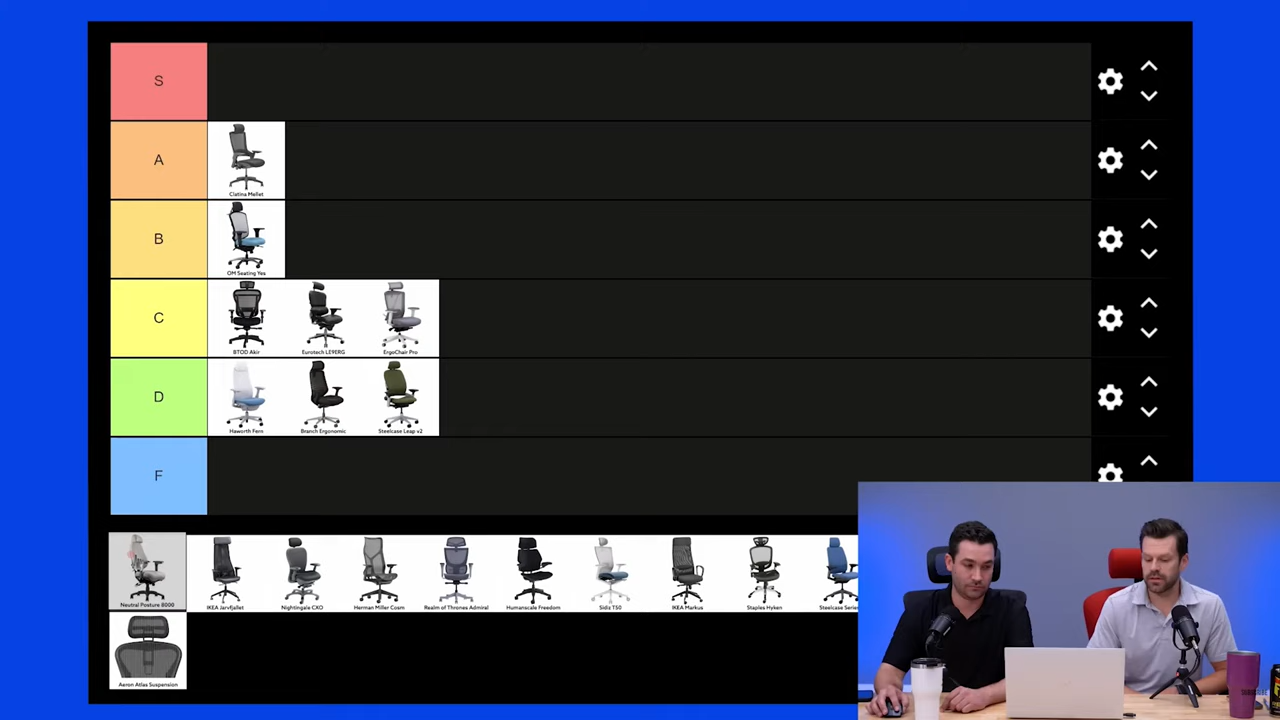 S
A
Clatina Mellet
B
OM Seating Yes
C
BTOD Akir
Eurotech LE9ERG
ErgoChair Pro
D
Haworth Fern
Branch Ergonomic
Steelcase Leap v2
F
Neutral Posture 8000
IKEA Jarvfjallet
Nightingale CXO
Herman Miller Cosm
Realm of Thrones Admiral
Humanscale Freedom
Sidiz T50
IKEA Markus
Staples Hyken
Steelcase Series
Aeron Atlas Suspension